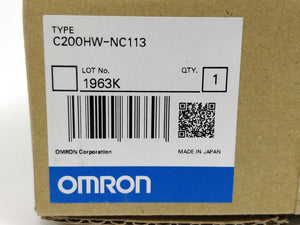 TYPE
C200HW-NC113
LOT No. QTY.
1963K 1
OMRON Corporation MADE IN JAPAN
OMRON